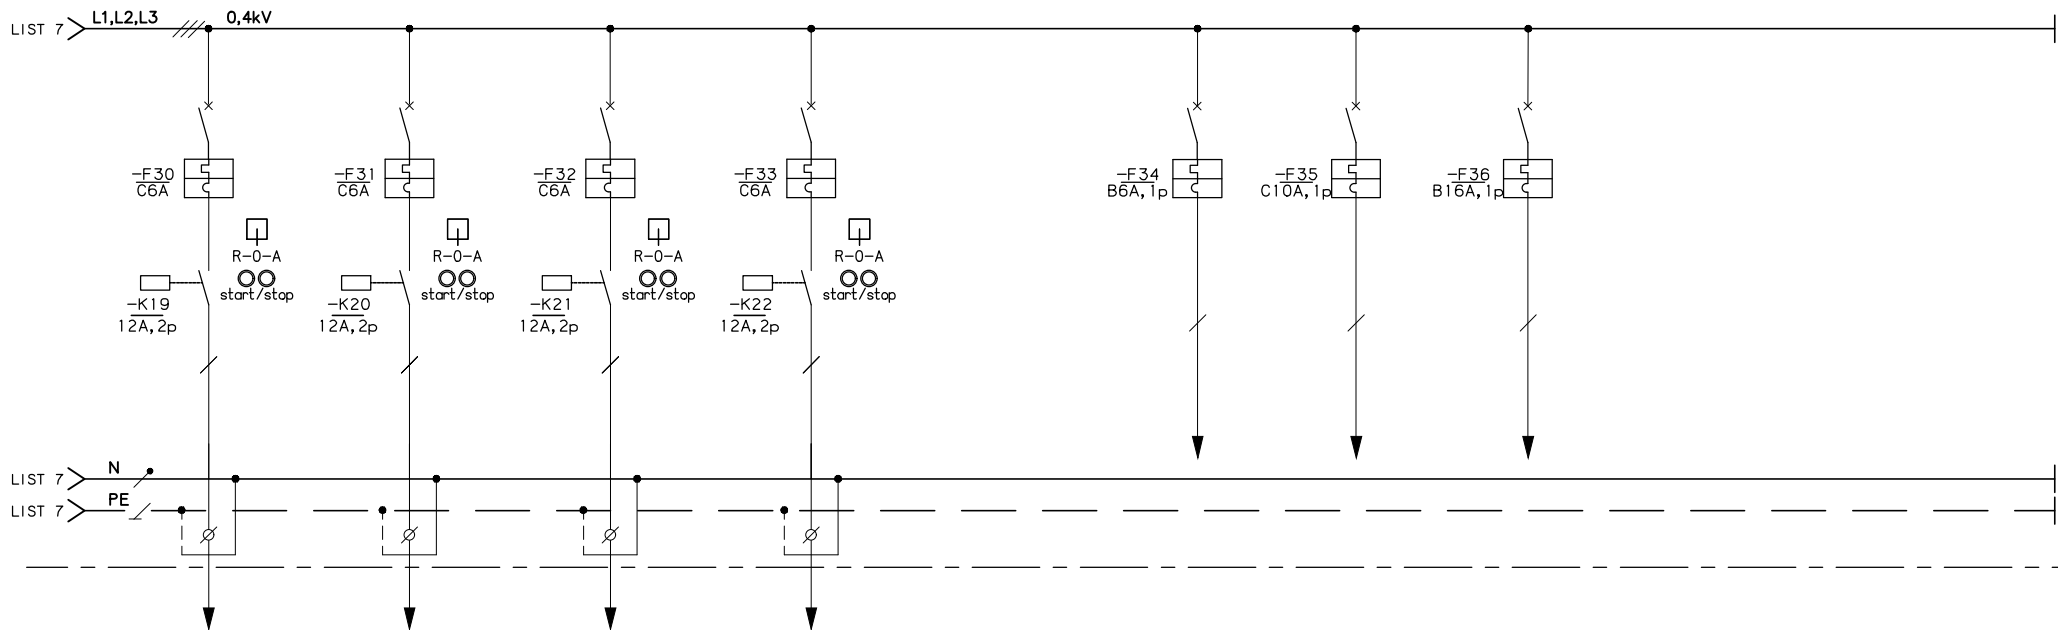 LIST 7 L1,L2,L3 0,4kV
-F30
C6A
-F31
C6A
-F32
C6A
-F33
C6A
-F34
B6A,1p
-F35
C10A,1p
-F36
B16A,1p
R-0-A
start/stop
R-0-A
start/stop
R-0-A
start/stop
R-0-A
start/stop
-K19
12A,2p
-K20
12A,2p
-K21
12A,2p
-K22
12A,2p
LIST 7 N
LIST 7 PE